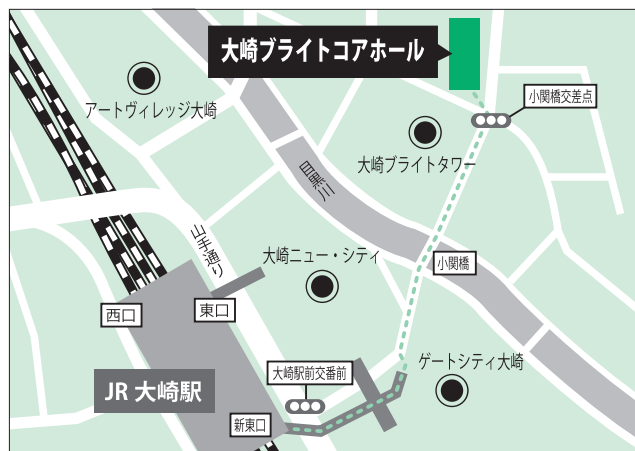 大崎ブライトコアホール
アートヴィレッジ大崎
小関橋交差点
大崎ブライトタワー
目黒川
山手通り
大崎ニュー・シティ
小関橋
西口
東口
大崎駅前交番前
ゲートシティ大崎
JR 大崎駅
新東口